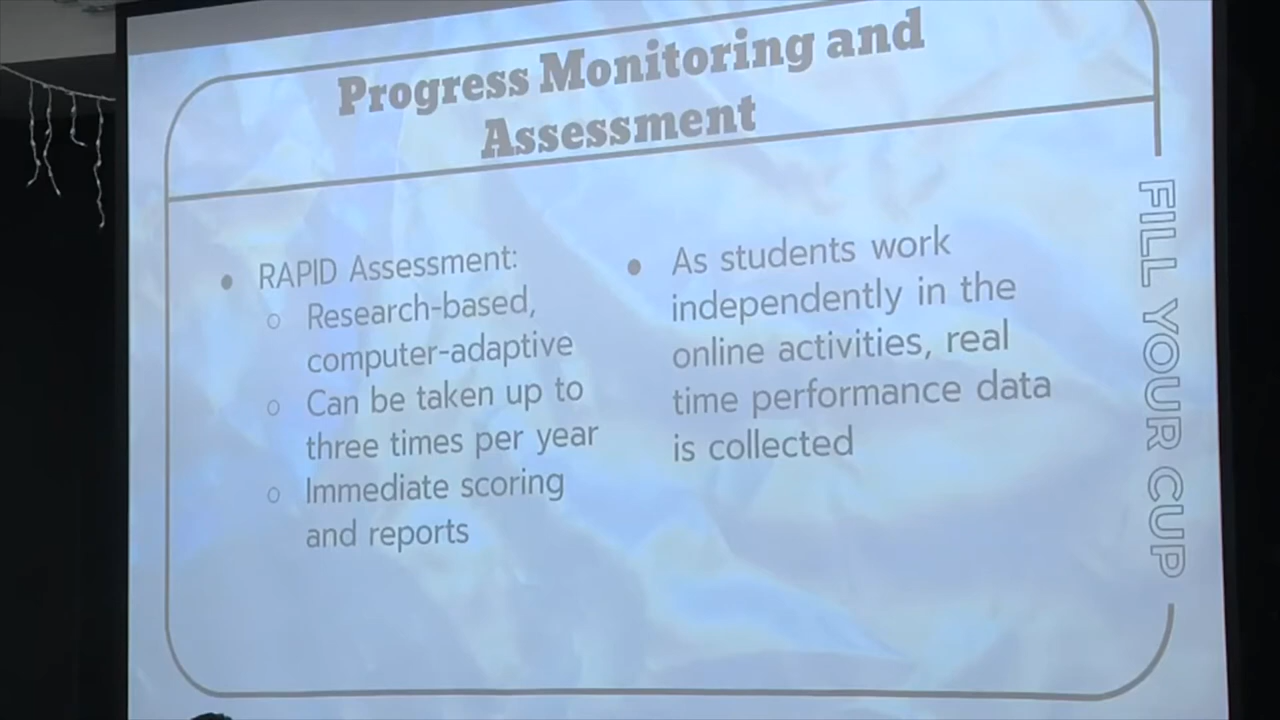 Progress Monitoring and
Assessment
● RAPID Assessment:
○ Research-based,
computer-adaptive
○ Can be taken up to
three times per year
○ Immediate scoring
and reports
● As students work
independently in the
online activities, real
time performance data
is collected
FILL YOUR CUP